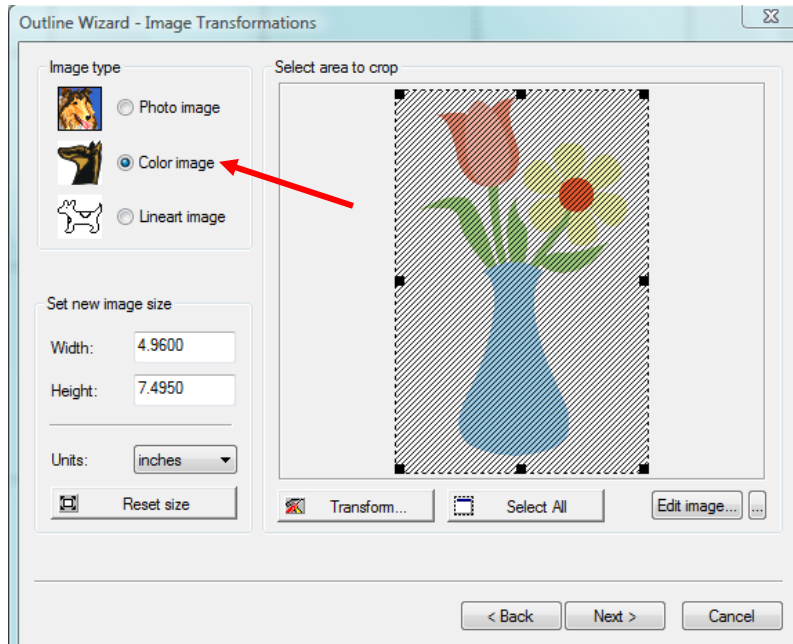 Outline Wizard - Image Transformations
Image type
Photo image
Color image
Lineart image
Set new image size
Width: 4.9600
Height: 7.4950
Units: inches
Reset size
Select area to crop
Transform... Select All Edit image... ...
< Back Next > Cancel